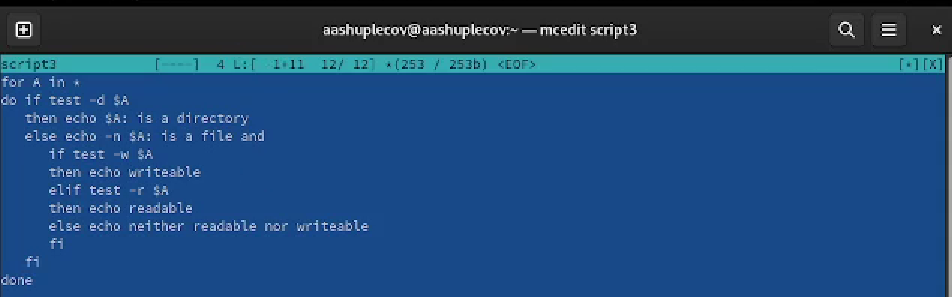 aashuplecov@aashuplecov:~ — mcedit script3
script3 [----] 4 L:[ 1+11 12/ 12] *(253 / 253b) <EOF> [*][X]
for A in *
do if test -d $A
then echo $A: is a directory
else echo -n $A: is a file and
if test -w $A
then echo writeable
elif test -r $A
then echo readable
else echo neither readable nor writeable
fi
fi
done